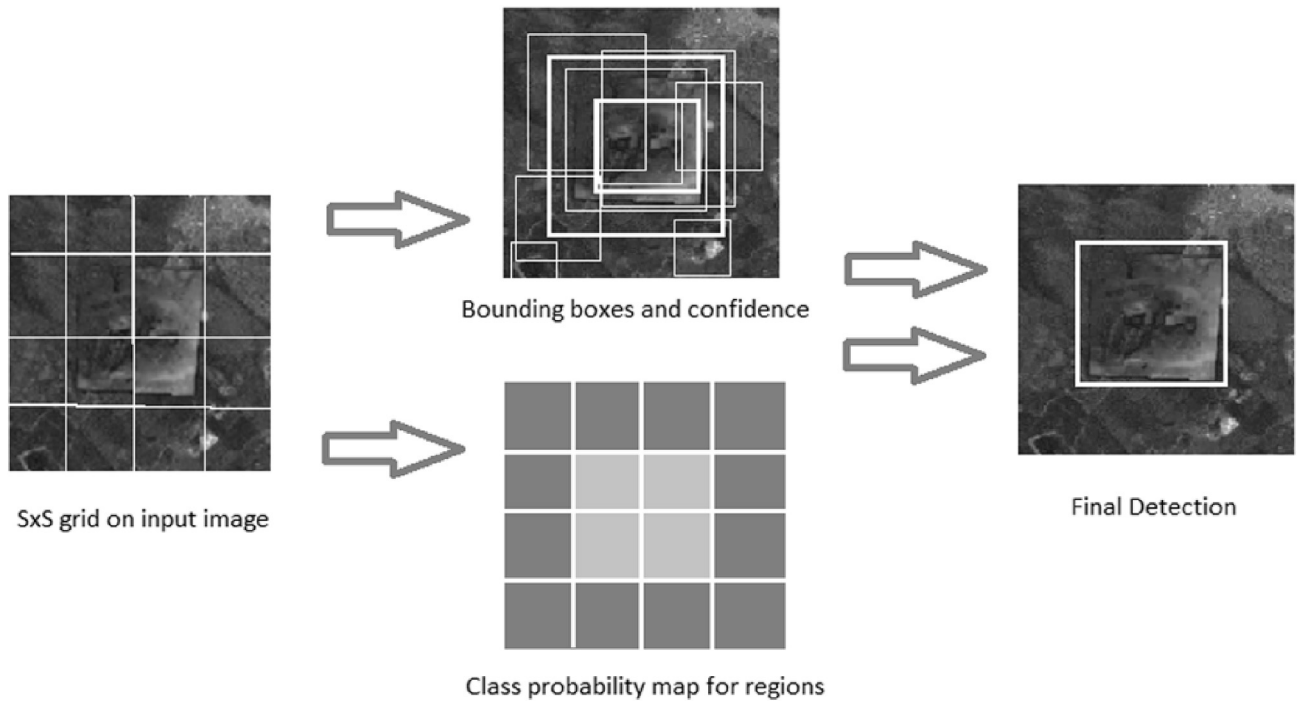 Bounding boxes and confidence
SxS grid on input image
Final Detection
Class probability map for regions